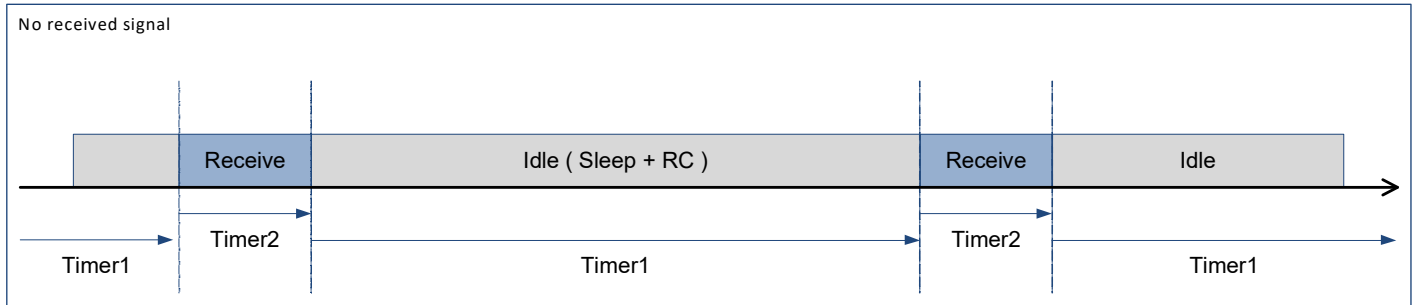 No received signal
Receive
Idle ( Sleep + RC )
Receive
Idle
Timer2
Timer2
Timer1
Timer1
Timer1